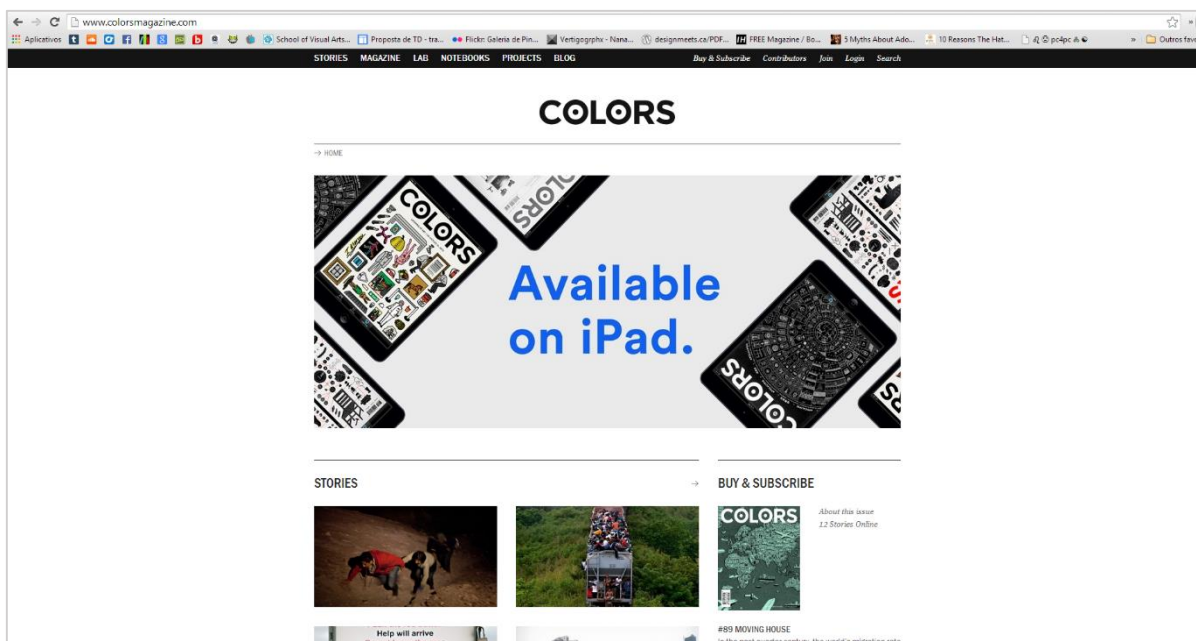 www.colorsmagazine.com
Aplicativos School of Visual Arts... Proposta de TD - tra... Flickr: Galeria de Pin... Vertigogrphx - Nana... designmeets.ca/PDF... FREE Magazine / Bo... 5 Myths About Ado... 10 Reasons The Hat... pc4pc » Outros fav
STORIES MAGAZINE LAB NOTEBOOKS PROJECTS BLOG Buy & Subscribe Contributors Join Login Search
COLORS
→ HOME
COLORS
COLORS
Available
on iPad.
COLORS
STORIES → BUY & SUBSCRIBE
COLORS
About this issue
12 Stories Online
Help will arrive
#89 MOVING HOUSE